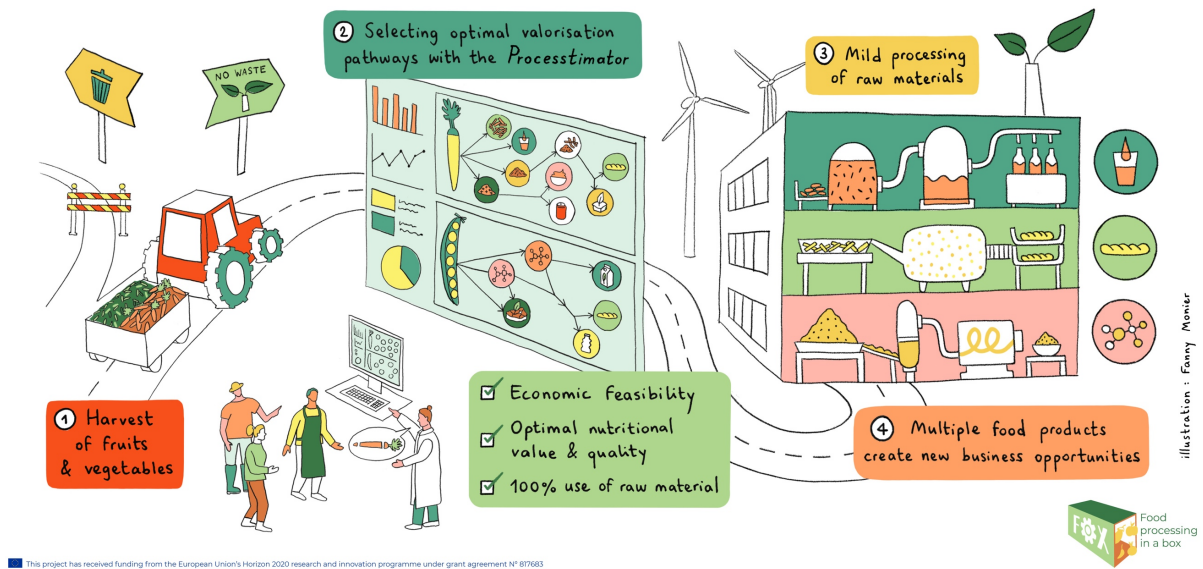 NO WASTE
① Harvest
of fruits
& vegetables
② Selecting optimal valorisation
pathways with the Processtimator
Economic feasibility
Optimal nutritional
value & quality
100% use of raw material
③ Mild processing
of raw materials
④ Multiple food products
create new business opportunities
illustration : Fanny Monier
FOX
Food
processing
in a box
This project has received funding from the European Union's Horizon 2020 research and innovation programme under grant agreement N° 817683